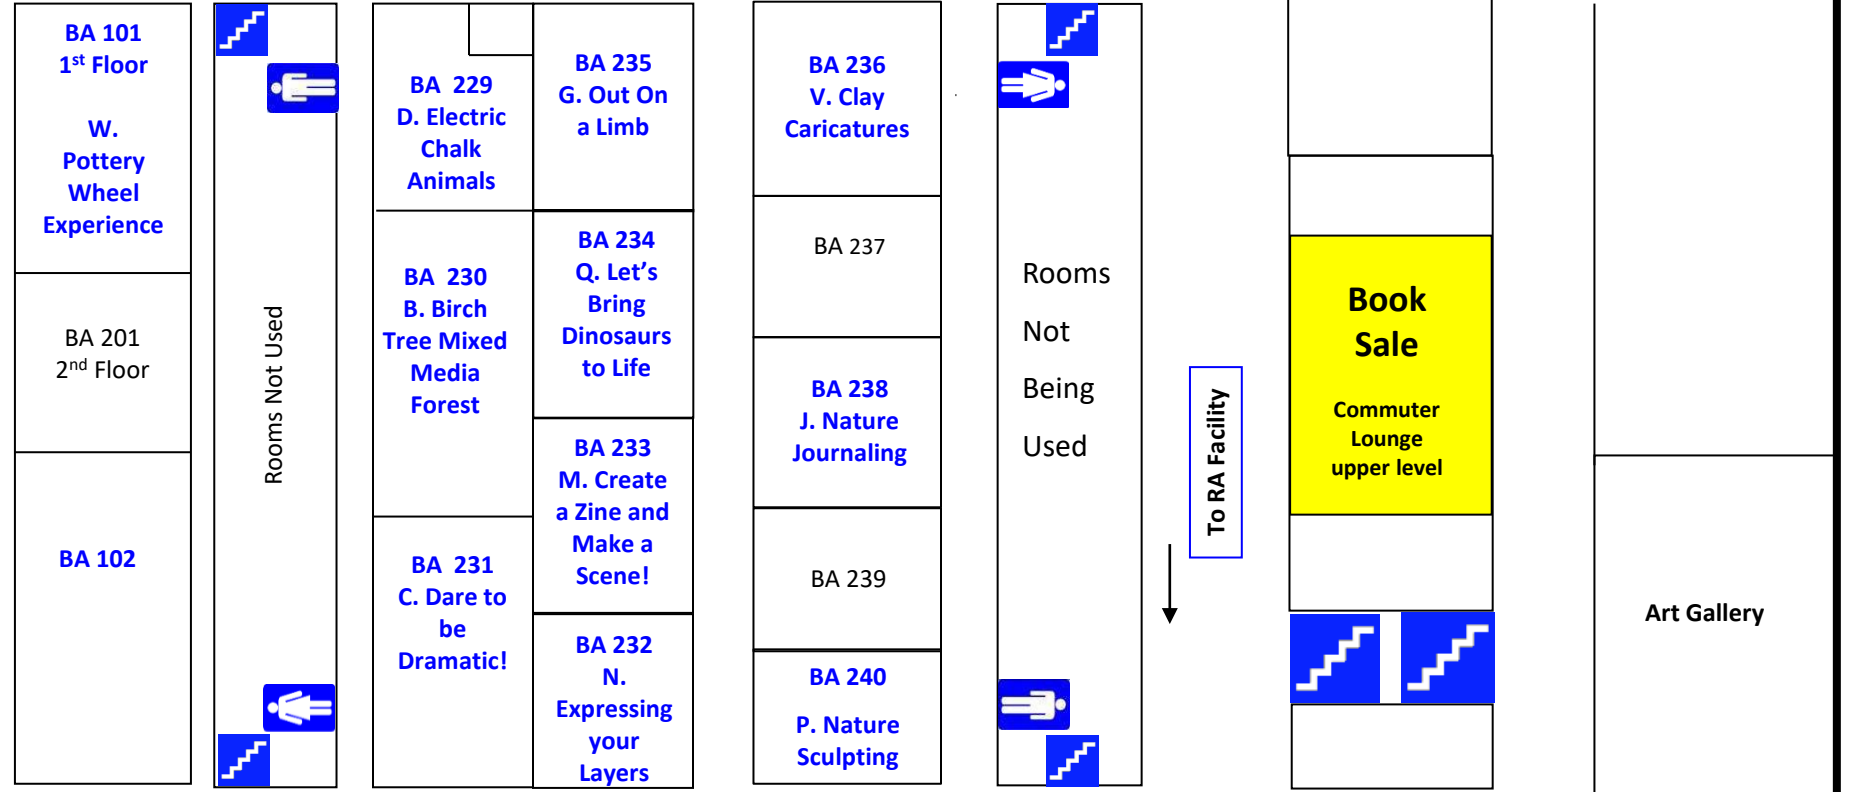 BA 101
1st Floor
W.
Pottery
Wheel
Experience
BA 201
2nd Floor
BA 102
Rooms Not Used
BA 229
D. Electric
Chalk
Animals
BA 230
B. Birch
Tree Mixed
Media
Forest
BA 231
C. Dare to
be
Dramatic!
BA 235
G. Out On
a Limb
BA 234
Q. Let's
Bring
Dinosaurs
to Life
BA 233
M. Create
a Zine and
Make a
Scene!
BA 232
N.
Expressing
your
Layers
BA 236
V. Clay
Caricatures
BA 237
BA 238
J. Nature
Journaling
BA 239
BA 240
P. Nature
Sculpting
Rooms
Not
Being
Used
To RA Facility
Book
Sale
Commuter
Lounge
upper level
Art Gallery